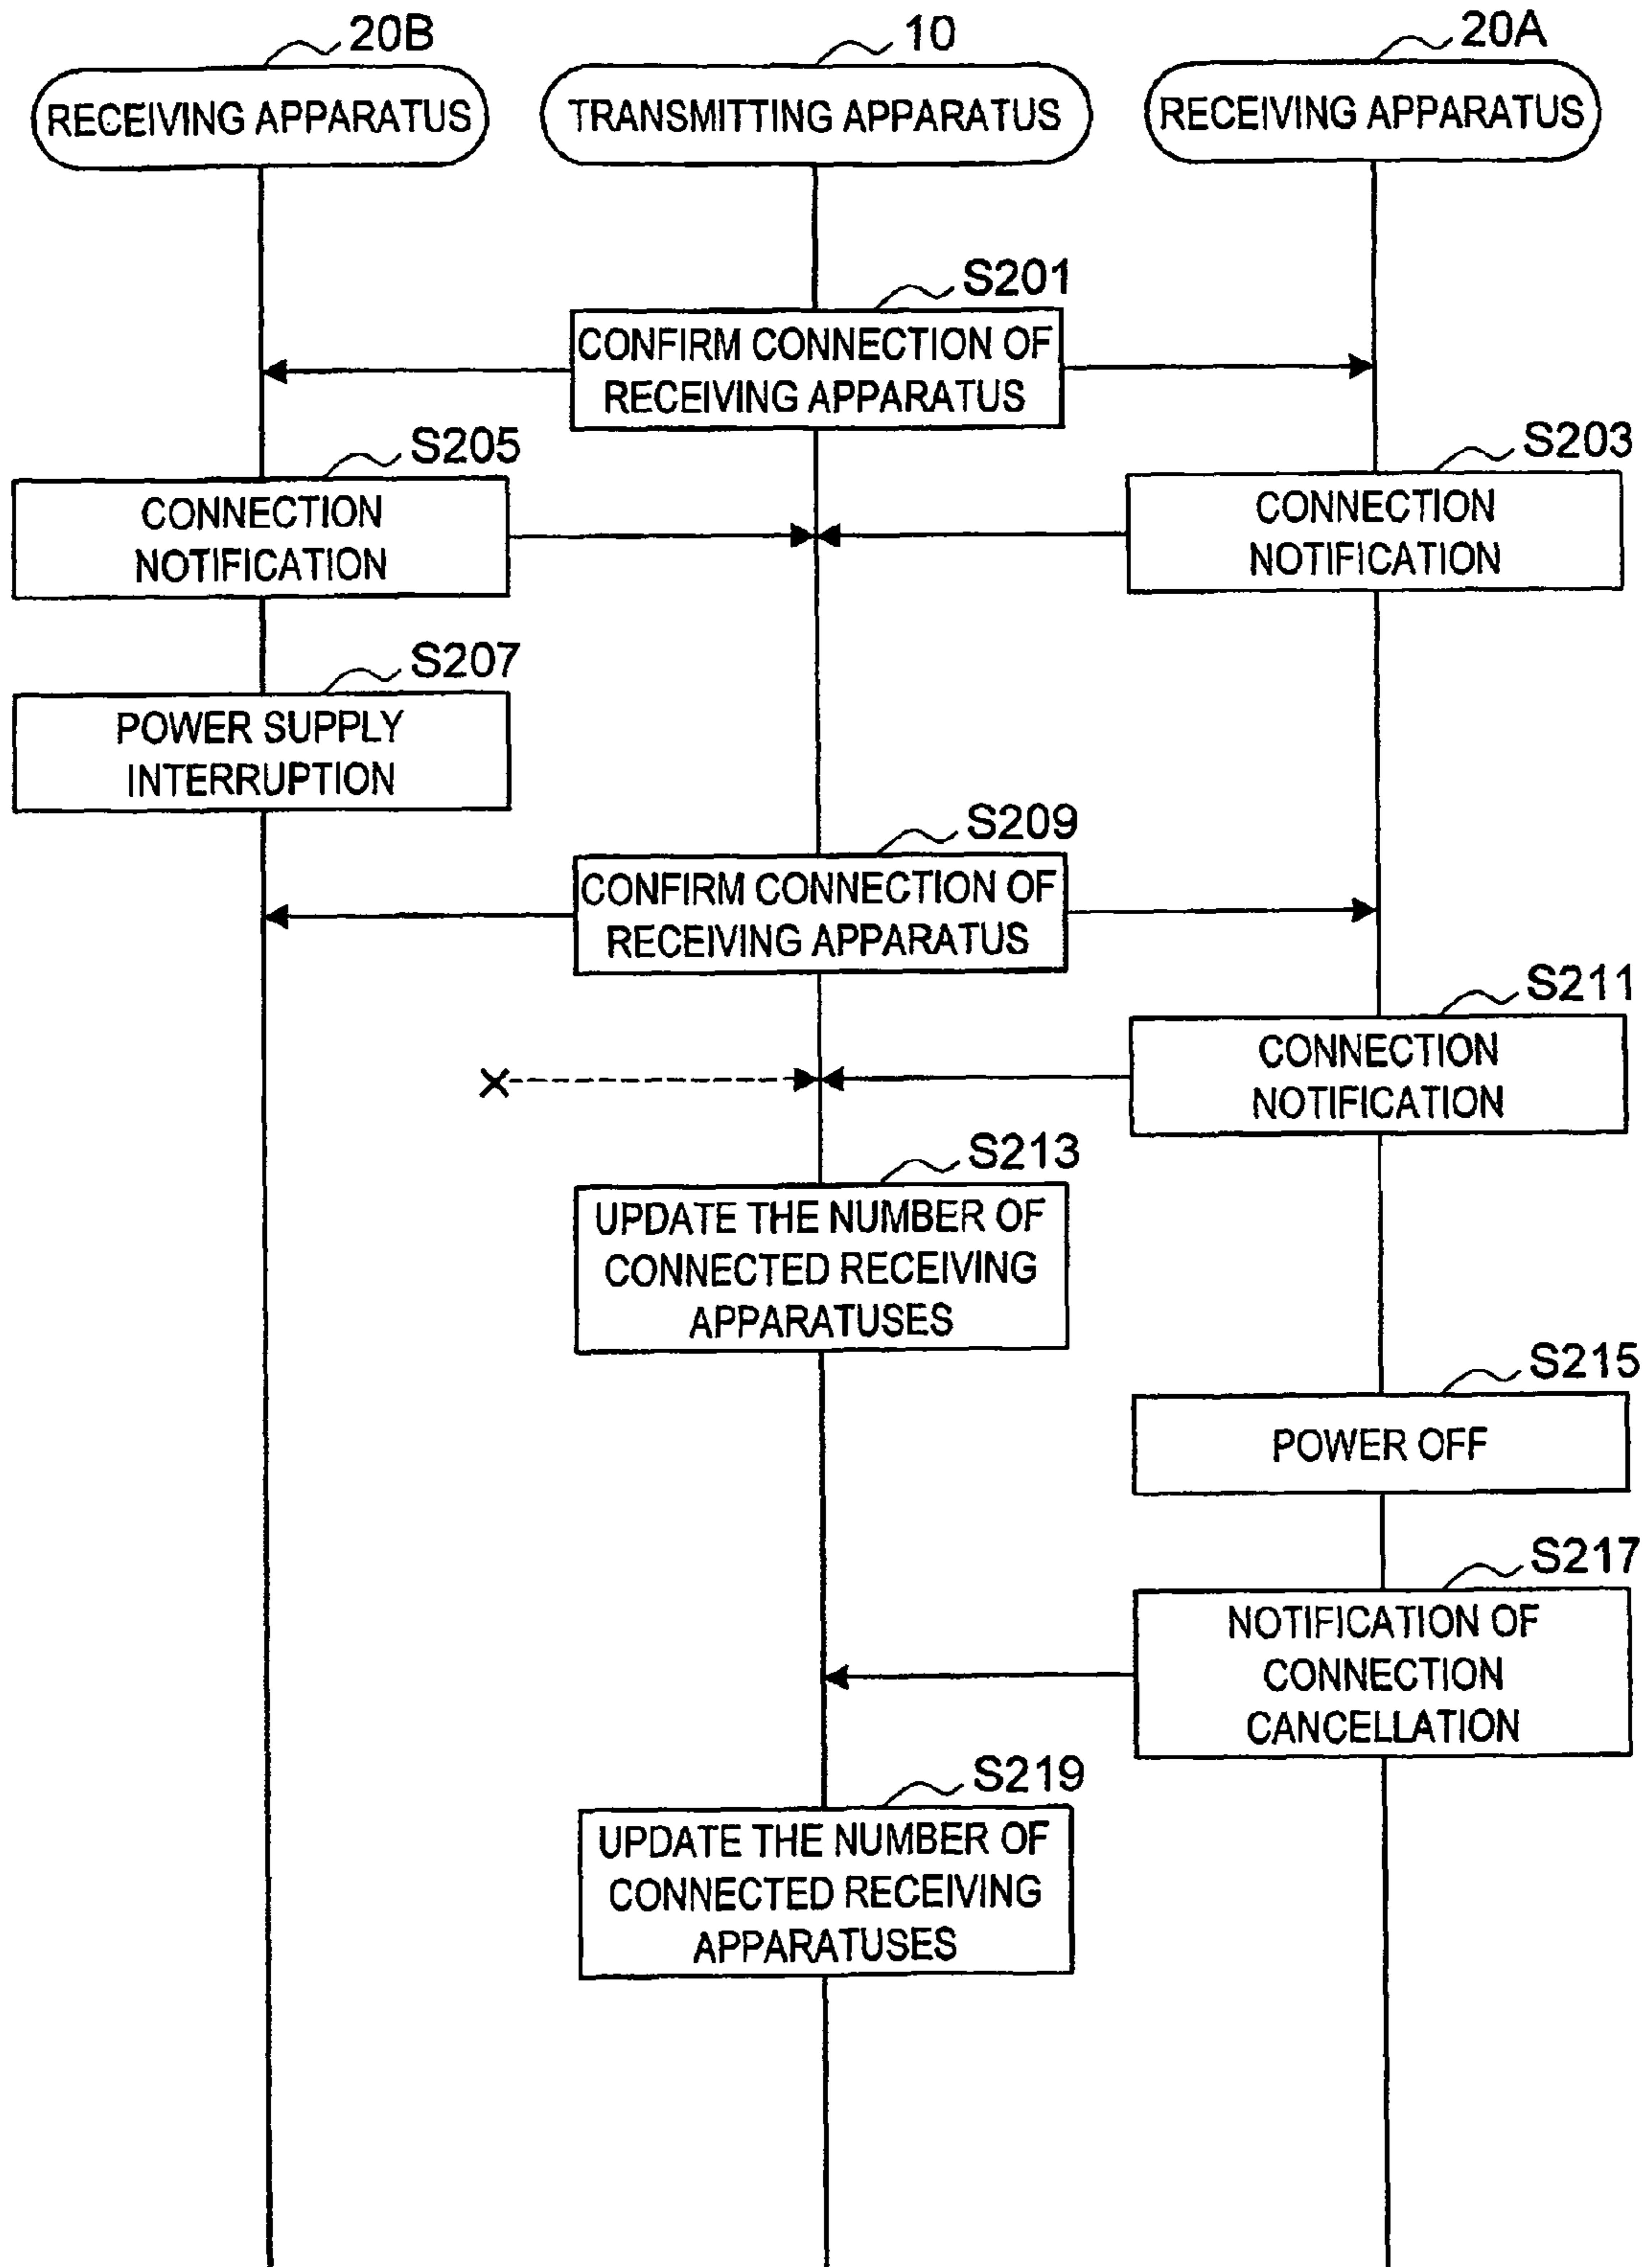 20B
10
20A
RECEIVING APPARATUS
TRANSMITTING APPARATUS
RECEIVING APPARATUS
S201
CONFIRM CONNECTION OF
RECEIVING APPARATUS
S205
CONNECTION
NOTIFICATION
S203
CONNECTION
NOTIFICATION
S207
POWER SUPPLY
INTERRUPTION
S209
CONFIRM CONNECTION OF
RECEIVING APPARATUS
S211
CONNECTION
NOTIFICATION
S213
UPDATE THE NUMBER OF
CONNECTED RECEIVING
APPARATUSES
S215
POWER OFF
S217
NOTIFICATION OF
CONNECTION
CANCELLATION
S219
UPDATE THE NUMBER OF
CONNECTED RECEIVING
APPARATUSES